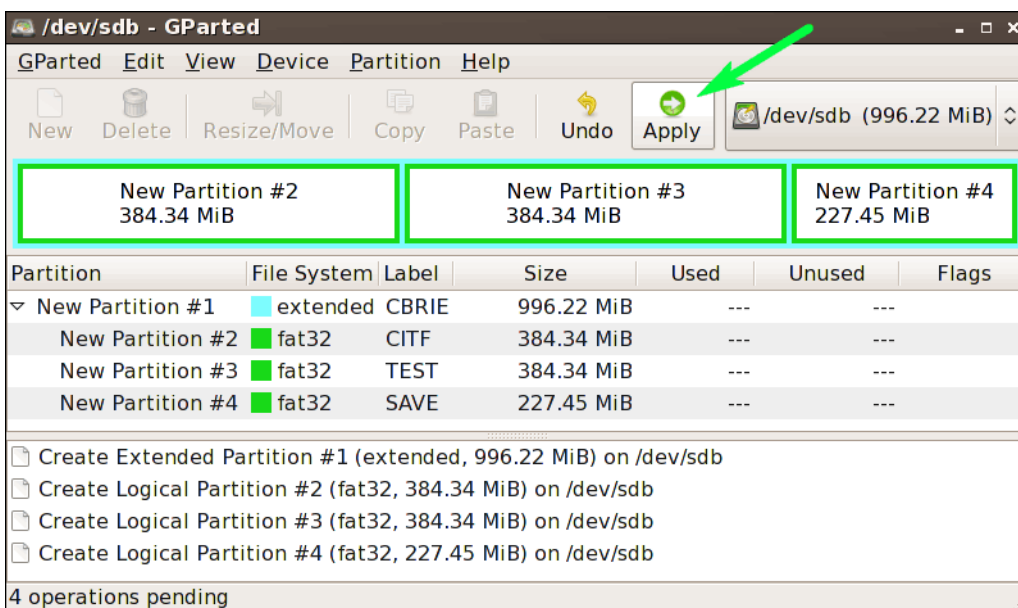 /dev/sdb - GParted
GParted Edit View Device Partition Help
New Delete Resize/Move Copy Paste Undo Apply /dev/sdb (996.22 MiB)
New Partition #2 New Partition #3 New Partition #4
384.34 MiB 384.34 MiB 227.45 MiB
Partition File System Label Size Used Unused Flags
New Partition #1 extended CBRIE 996.22 MiB --- ---
New Partition #2 fat32 CITF 384.34 MiB --- ---
New Partition #3 fat32 TEST 384.34 MiB --- ---
New Partition #4 fat32 SAVE 227.45 MiB --- ---
Create Extended Partition #1 (extended, 996.22 MiB) on /dev/sdb
Create Logical Partition #2 (fat32, 384.34 MiB) on /dev/sdb
Create Logical Partition #3 (fat32, 384.34 MiB) on /dev/sdb
Create Logical Partition #4 (fat32, 227.45 MiB) on /dev/sdb
4 operations pending